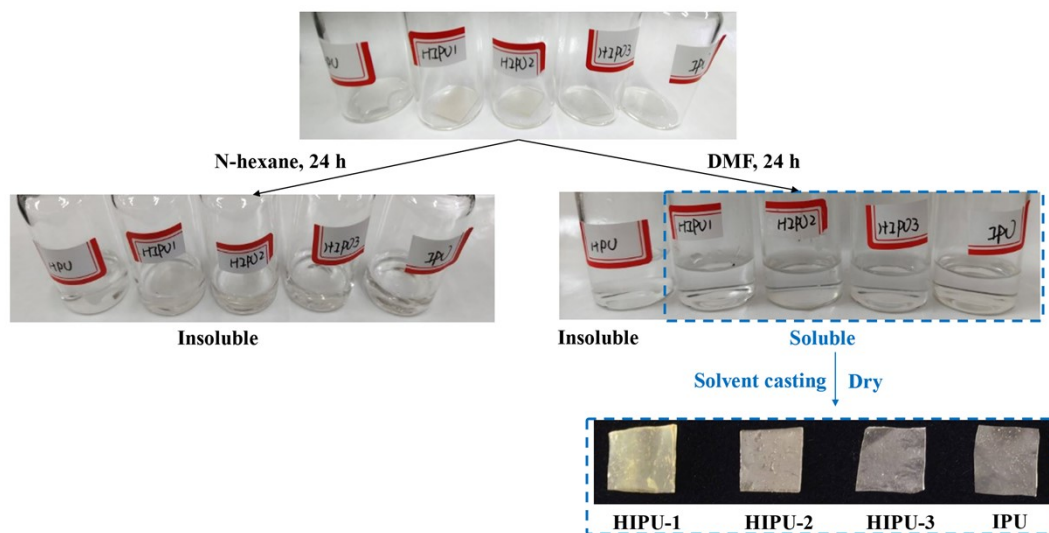 PU
HIPU1
HIPU2
HIPU3
IPU
N-hexane, 24 h
DMF, 24 h
HPU
HIPU1
HIPU2
HIPU3
IPU
HPU
HIPU1
HIPU2
HIPU3
IPU
Insoluble
Insoluble
Soluble
Solvent casting
Dry
HIPU-1
HIPU-2
HIPU-3
IPU